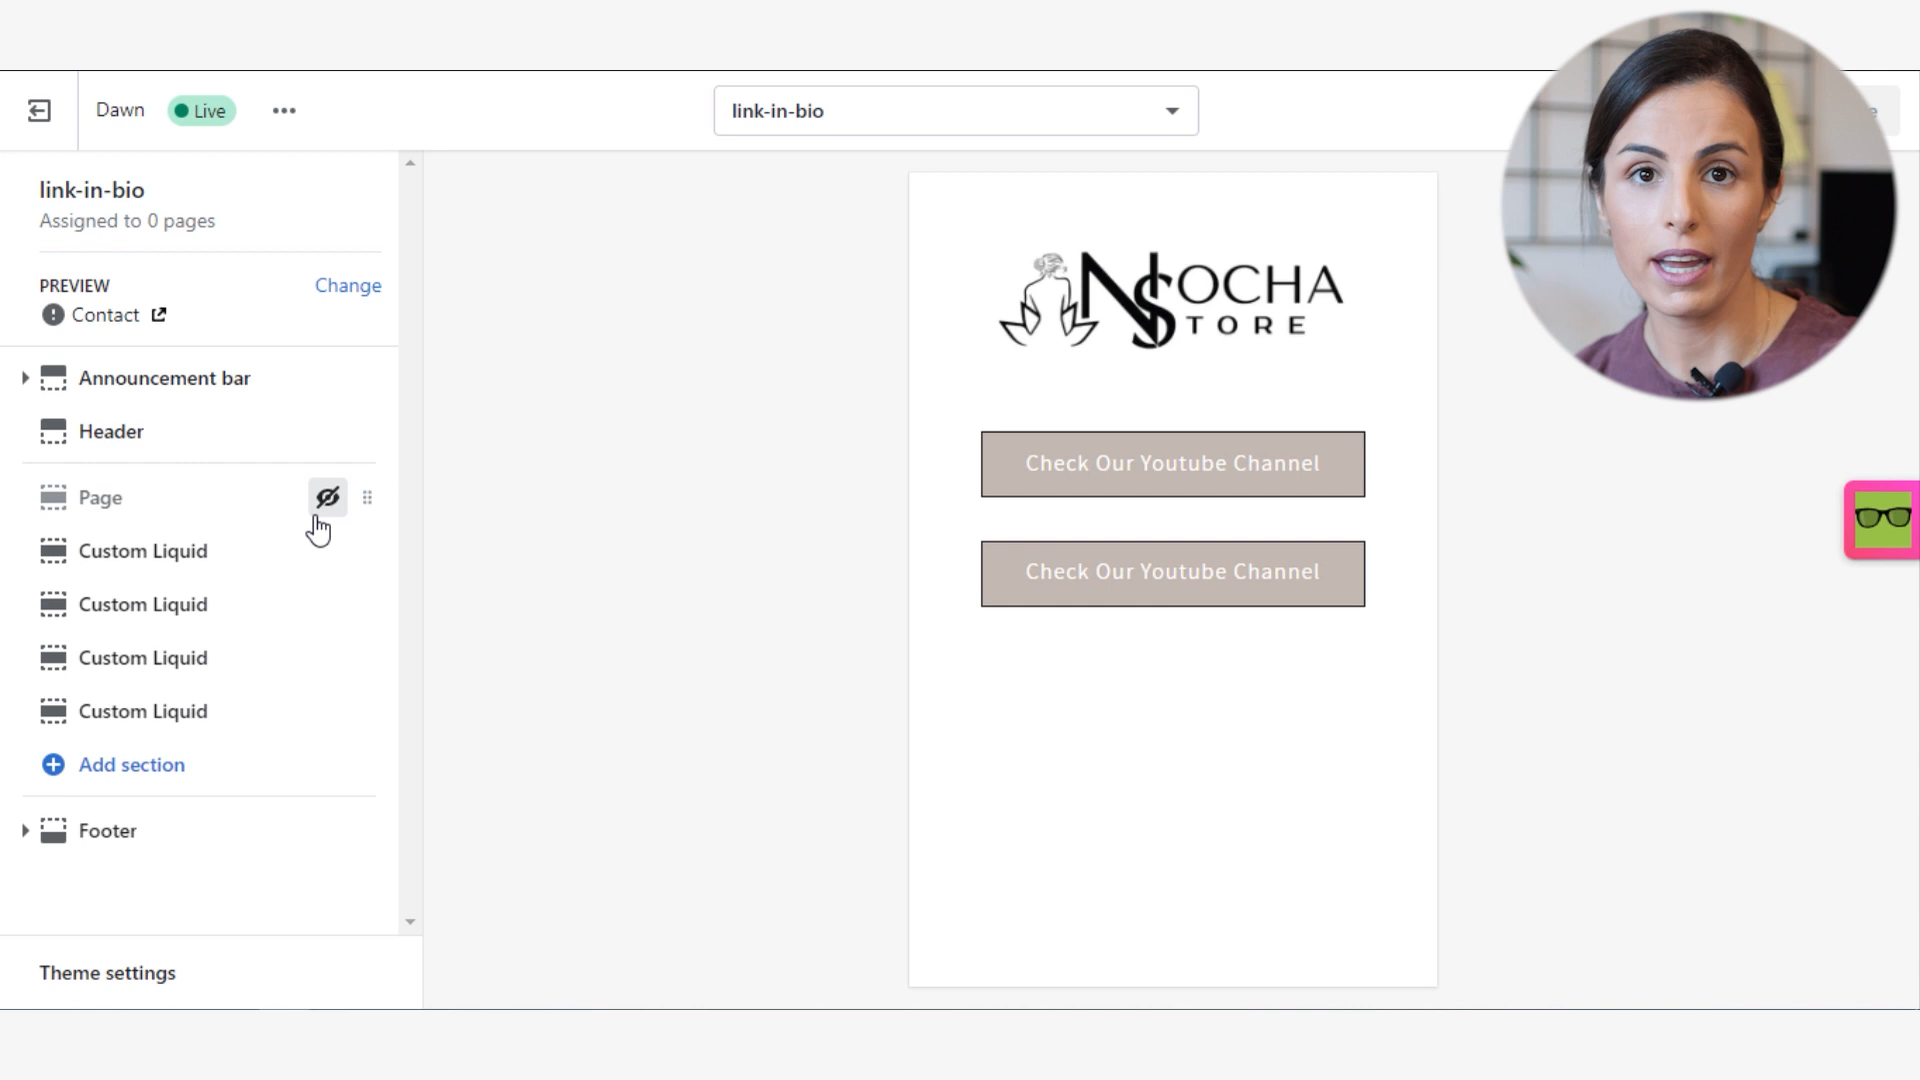 Dawn
Live
link-in-bio
link-in-bio
Assigned to 0 pages
PREVIEW
Change
Contact
Announcement bar
Header
Page
Custom Liquid
Custom Liquid
Custom Liquid
Custom Liquid
Add section
Footer
Theme settings
NOCHA
STORE
Check Our Youtube Channel
Check Our Youtube Channel